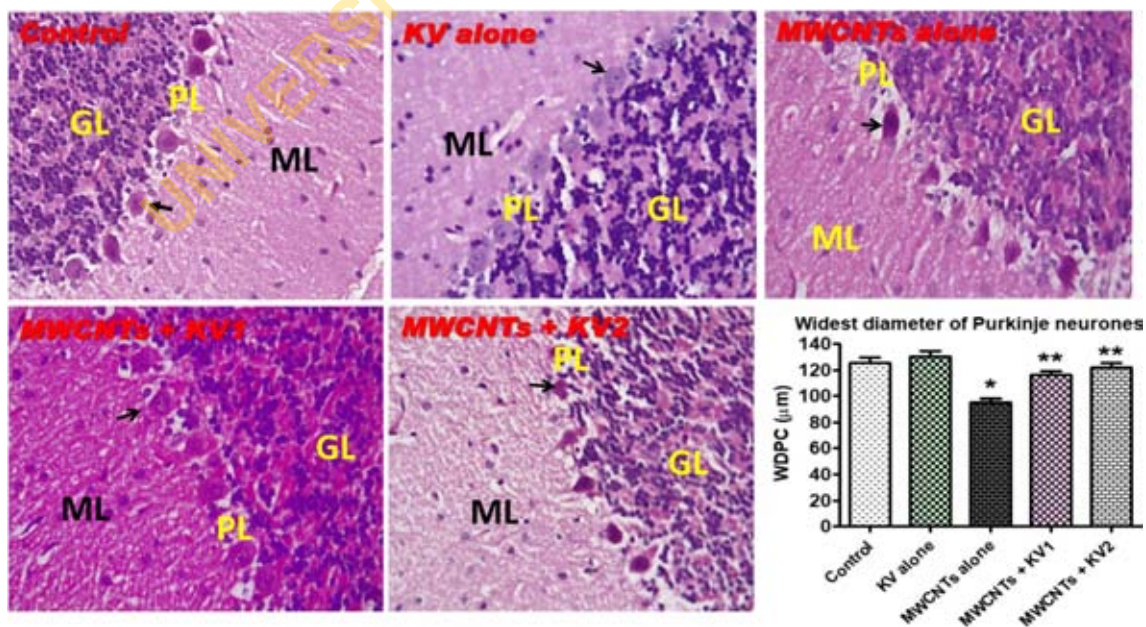 Control
PL
GL
ML
UNIVERSI
KV alone
ML
PL
GL
MWCNTs alone
PL
GL
ML
MWCNTs + KV1
GL
ML
PL
MWCNTs + KV2
PL
GL
ML
Widest diameter of Purkinje neurones
WDPC (μm)
140
120
100
80
60
40
20
0
*
**
**
Control
KV alone
MWCNTs alone
MWCNTs + KV1
MWCNTs + KV2